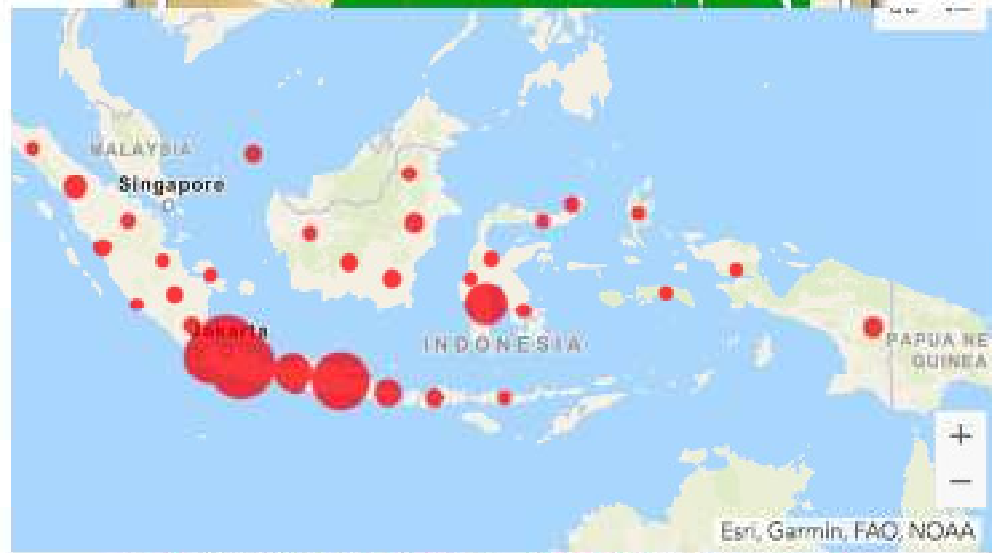 MALAYSIA
Singapore
Jakarta
INDONESIA
PAPUA NE
GUINEA
+
−
Esri, Garmin, FAO, NOAA